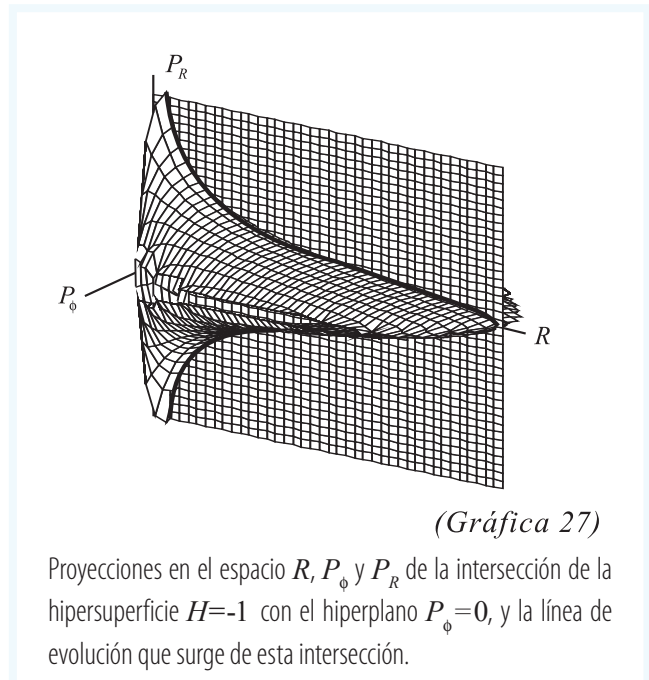 P_R
P_ϕ
R
(Gráfica 27)
Proyecciones en el espacio R, P_ϕ y P_R de la intersección de la
hipersuperficie H=-1 con el hiperplano P_ϕ=0, y la línea de
evolución que surge de esta intersección.